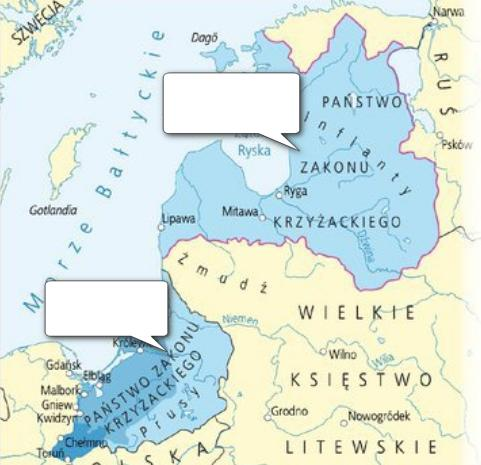 SZWECJA
Narwa
Dagö
RUŚ
PAŃSTWO
Inflanty
Psków
Ryska
ZAKONU
Ryga
Gotlandia
Morze Bałtyckie
Lipawa
Mitawa
KRZYŻACKIEGO
Dźwina
Żmudź
WIELKIE
Niemen
Wilno
Wilia
Gdańsk
Elbląg
PAŃSTWO ZAKONU
KRZYŻACKIEGO
Prusy
KSIĘSTWO
Malbork
Gniew
Kwidzyn
Grodno
Nowogródek
Chełmno
Toruń
LITEWSKIE